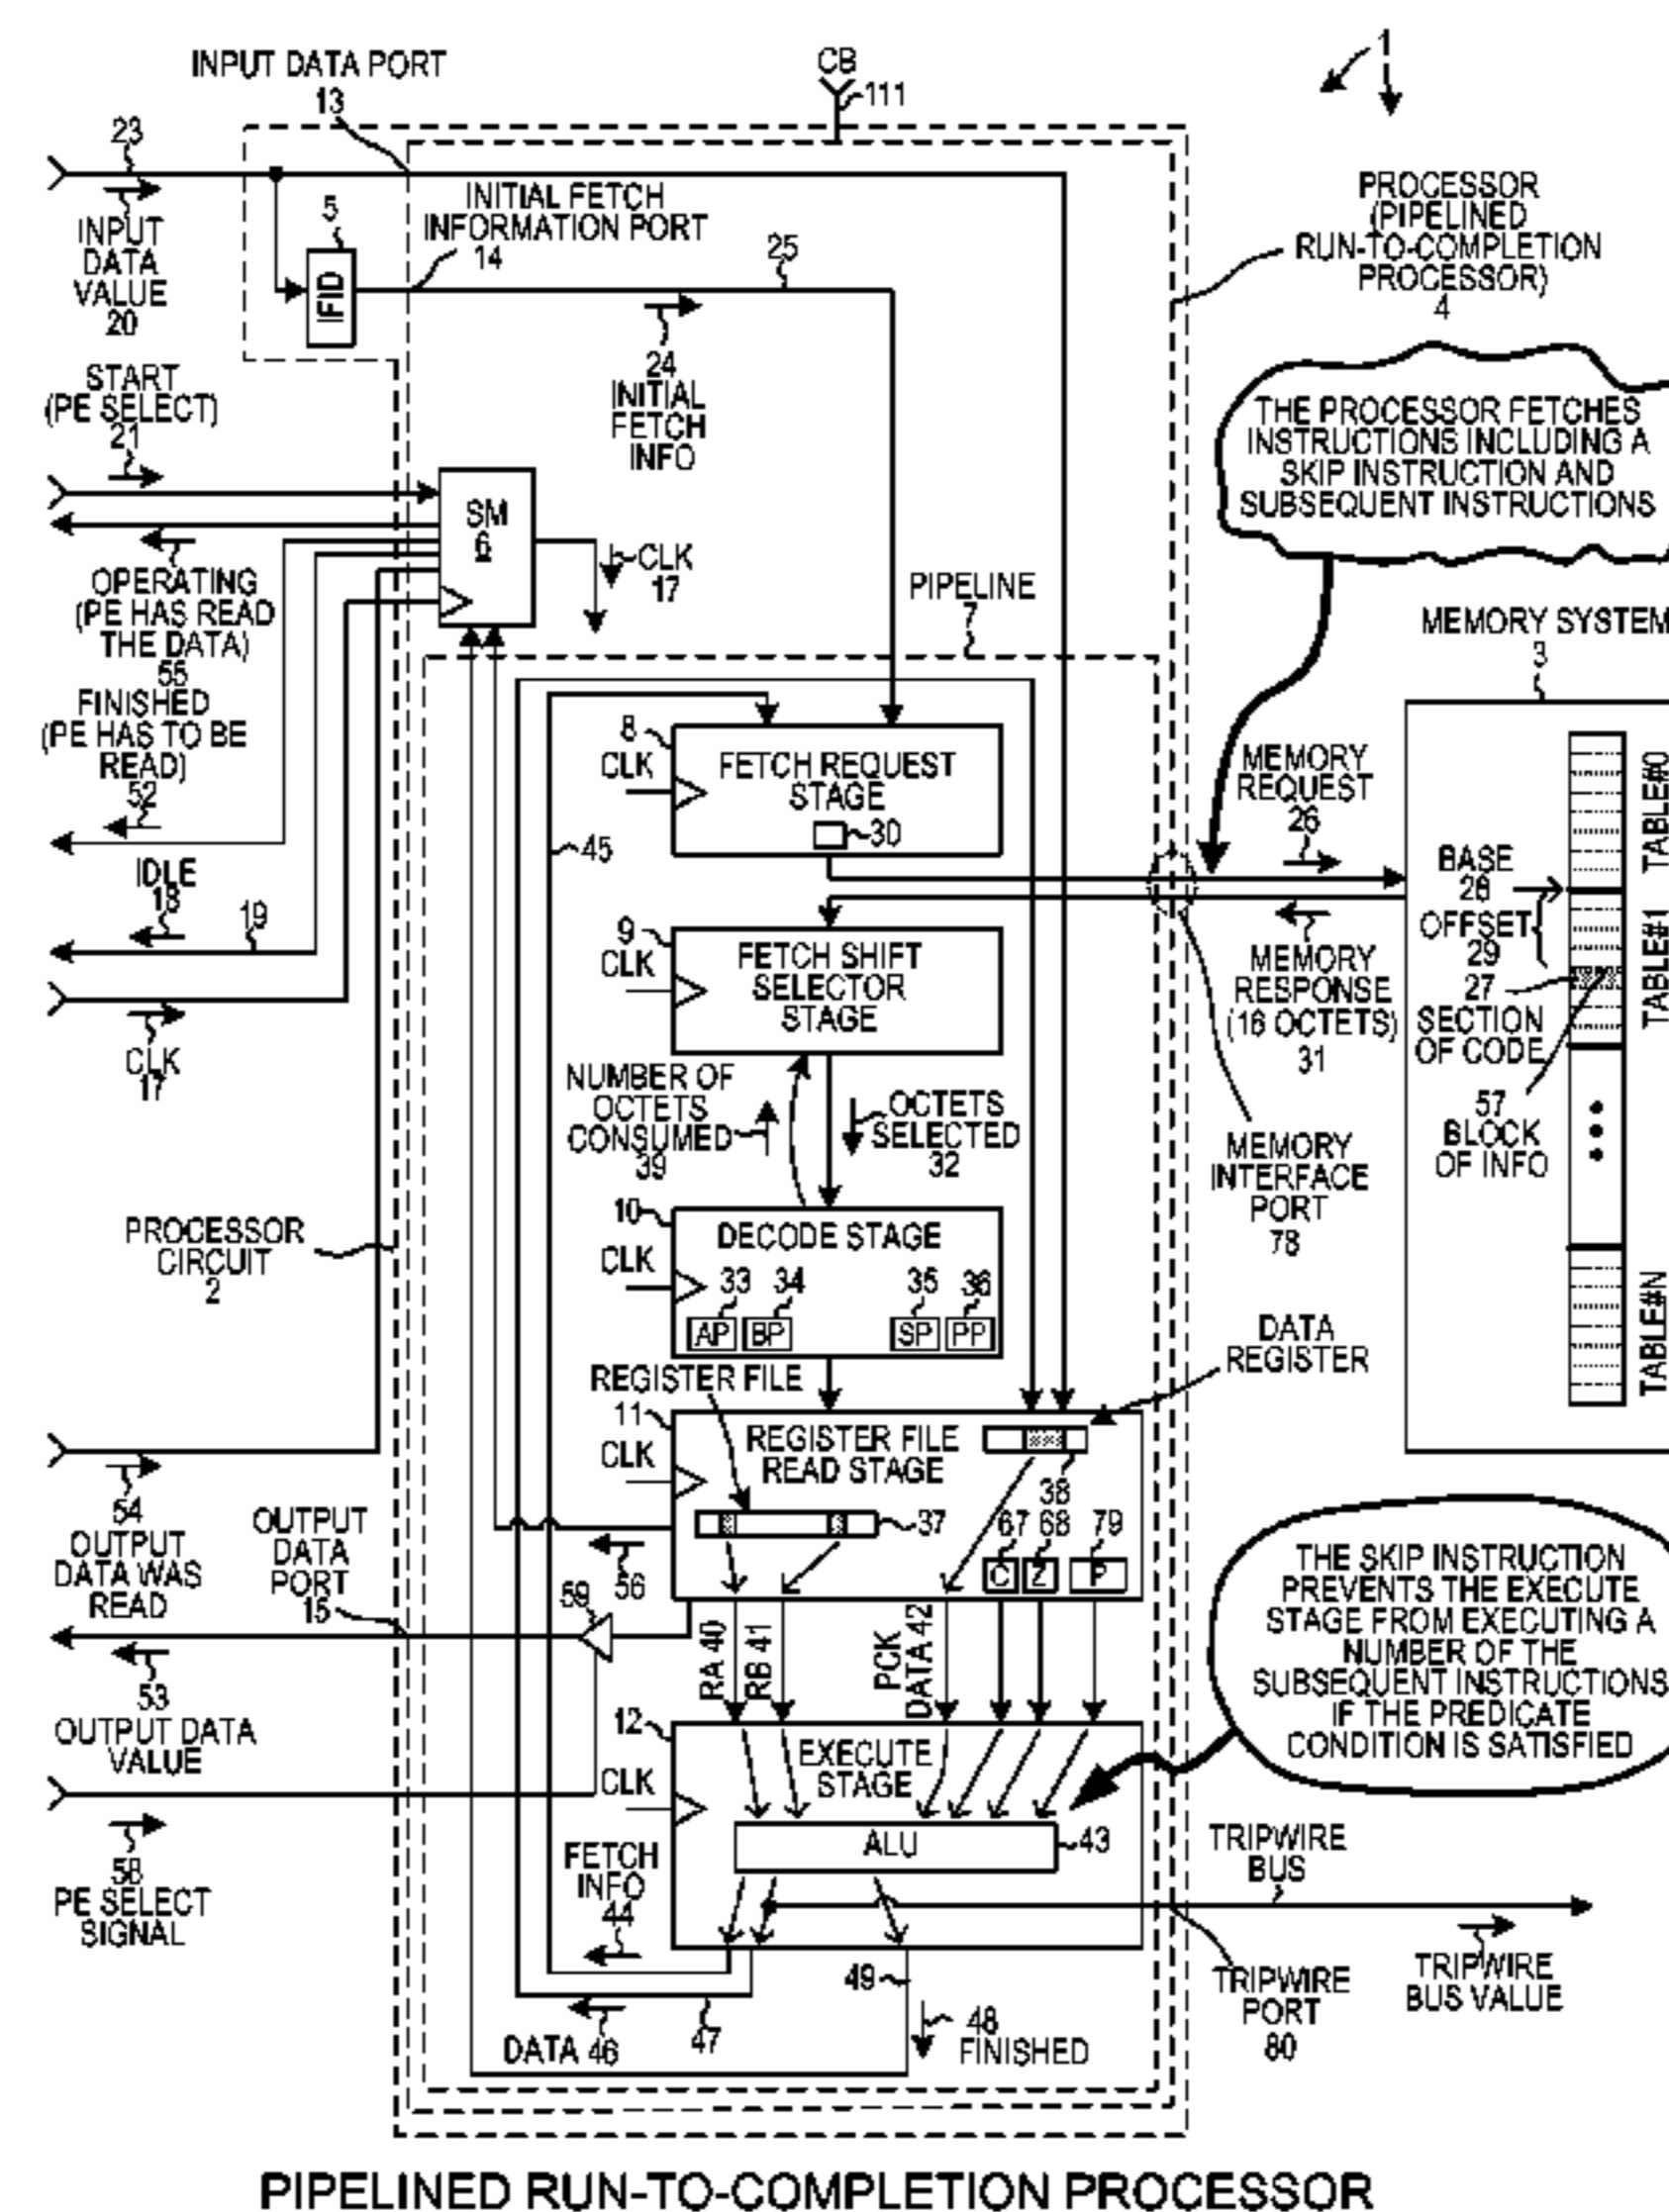 INPUT DATA PORT
13
CB
111
1
23
INPUT
DATA
VALUE
20
5
IFID
INITIAL FETCH
INFORMATION PORT
14
25
24
INITIAL
FETCH
INFO
PROCESSOR
(PIPELINED
RUN-TO-COMPLETION
PROCESSOR)
4
START
(PE SELECT)
21
THE PROCESSOR FETCHES
INSTRUCTIONS INCLUDING A
SKIP INSTRUCTION AND
SUBSEQUENT INSTRUCTIONS
SM
6
CLK
17
OPERATING
(PE HAS READ
THE DATA)
55
FINISHED
(PE HAS TO BE
READ)
52
IDLE
18
19
CLK
17
PIPELINE
7
MEMORY SYSTEM
3
8
CLK
FETCH REQUEST
STAGE
30
45
MEMORY
REQUEST
26
TABLE#0
BASE
28
OFFSET
29
27
SECTION
OF CODE
TABLE#1
57
BLOCK
OF INFO
TABLE#N
9
CLK
FETCH SHIFT
SELECTOR
STAGE
MEMORY
RESPONSE
(16 OCTETS)
31
NUMBER OF
OCTETS
CONSUMED
39
OCTETS
SELECTED
32
MEMORY
INTERFACE
PORT
78
PROCESSOR
CIRCUIT
2
10
CLK
DECODE STAGE
33
34
35
36
AP
BP
SP
PP
DATA
REGISTER
REGISTER FILE
11
CLK
REGISTER FILE
READ STAGE
38
37
67
68
79
C
Z
P
54
OUTPUT
DATA WAS
READ
OUTPUT
DATA
PORT
15
59
56
53
OUTPUT DATA
VALUE
RA 40
RB 41
PCK
DATA 42
THE SKIP INSTRUCTION
PREVENTS THE EXECUTE
STAGE FROM EXECUTING A
NUMBER OF THE
SUBSEQUENT INSTRUCTIONS
IF THE PREDICATE
CONDITION IS SATISFIED
12
CLK
EXECUTE
STAGE
ALU
43
58
PE SELECT
SIGNAL
FETCH
INFO
44
TRIPWIRE
BUS
49
48
FINISHED
DATA 46
47
TRIPWIRE
PORT
80
TRIPWIRE
BUS VALUE
PIPELINED RUN-TO-COMPLETION PROCESSOR